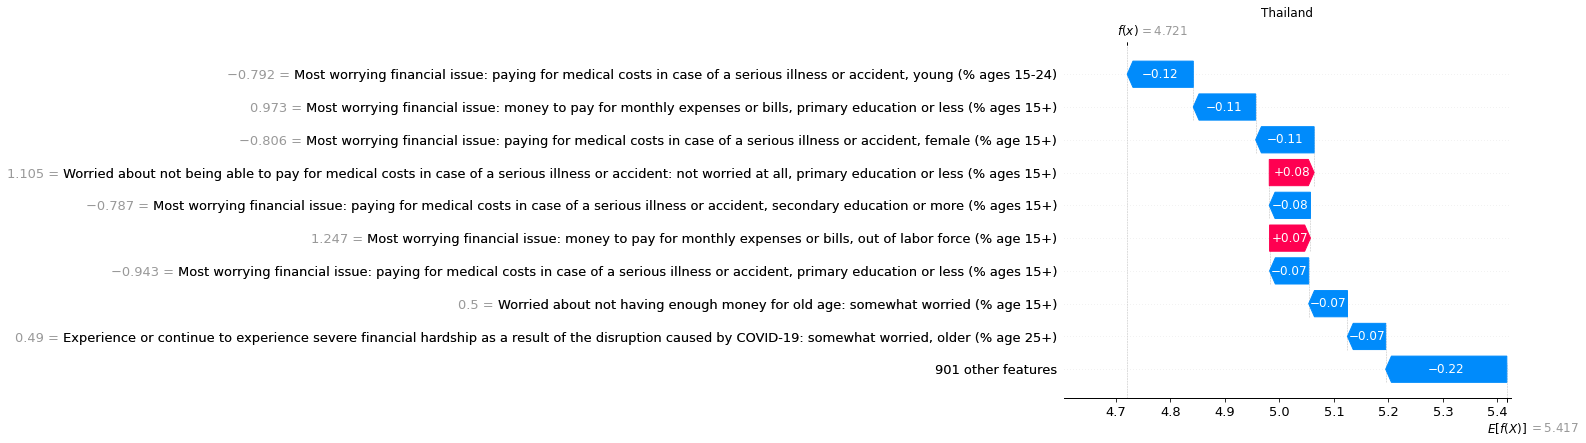 Thailand
f(x) = 4.721
−0.792 = Most worrying financial issue: paying for medical costs in case of a serious illness or accident, young (% ages 15-24) −0.12
0.973 = Most worrying financial issue: money to pay for monthly expenses or bills, primary education or less (% ages 15+) −0.11
−0.806 = Most worrying financial issue: paying for medical costs in case of a serious illness or accident, female (% age 15+) −0.11
1.105 = Worried about not being able to pay for medical costs in case of a serious illness or accident: not worried at all, primary education or less (% ages 15+) +0.08
−0.787 = Most worrying financial issue: paying for medical costs in case of a serious illness or accident, secondary education or more (% ages 15+) −0.08
1.247 = Most worrying financial issue: money to pay for monthly expenses or bills, out of labor force (% age 15+) +0.07
−0.943 = Most worrying financial issue: paying for medical costs in case of a serious illness or accident, primary education or less (% ages 15+) −0.07
0.5 = Worried about not having enough money for old age: somewhat worried (% age 15+) −0.07
0.49 = Experience or continue to experience severe financial hardship as a result of the disruption caused by COVID-19: somewhat worried, older (% age 25+) −0.07
901 other features −0.22
4.7 4.8 4.9 5.0 5.1 5.2 5.3 5.4
E[f(X)] = 5.417